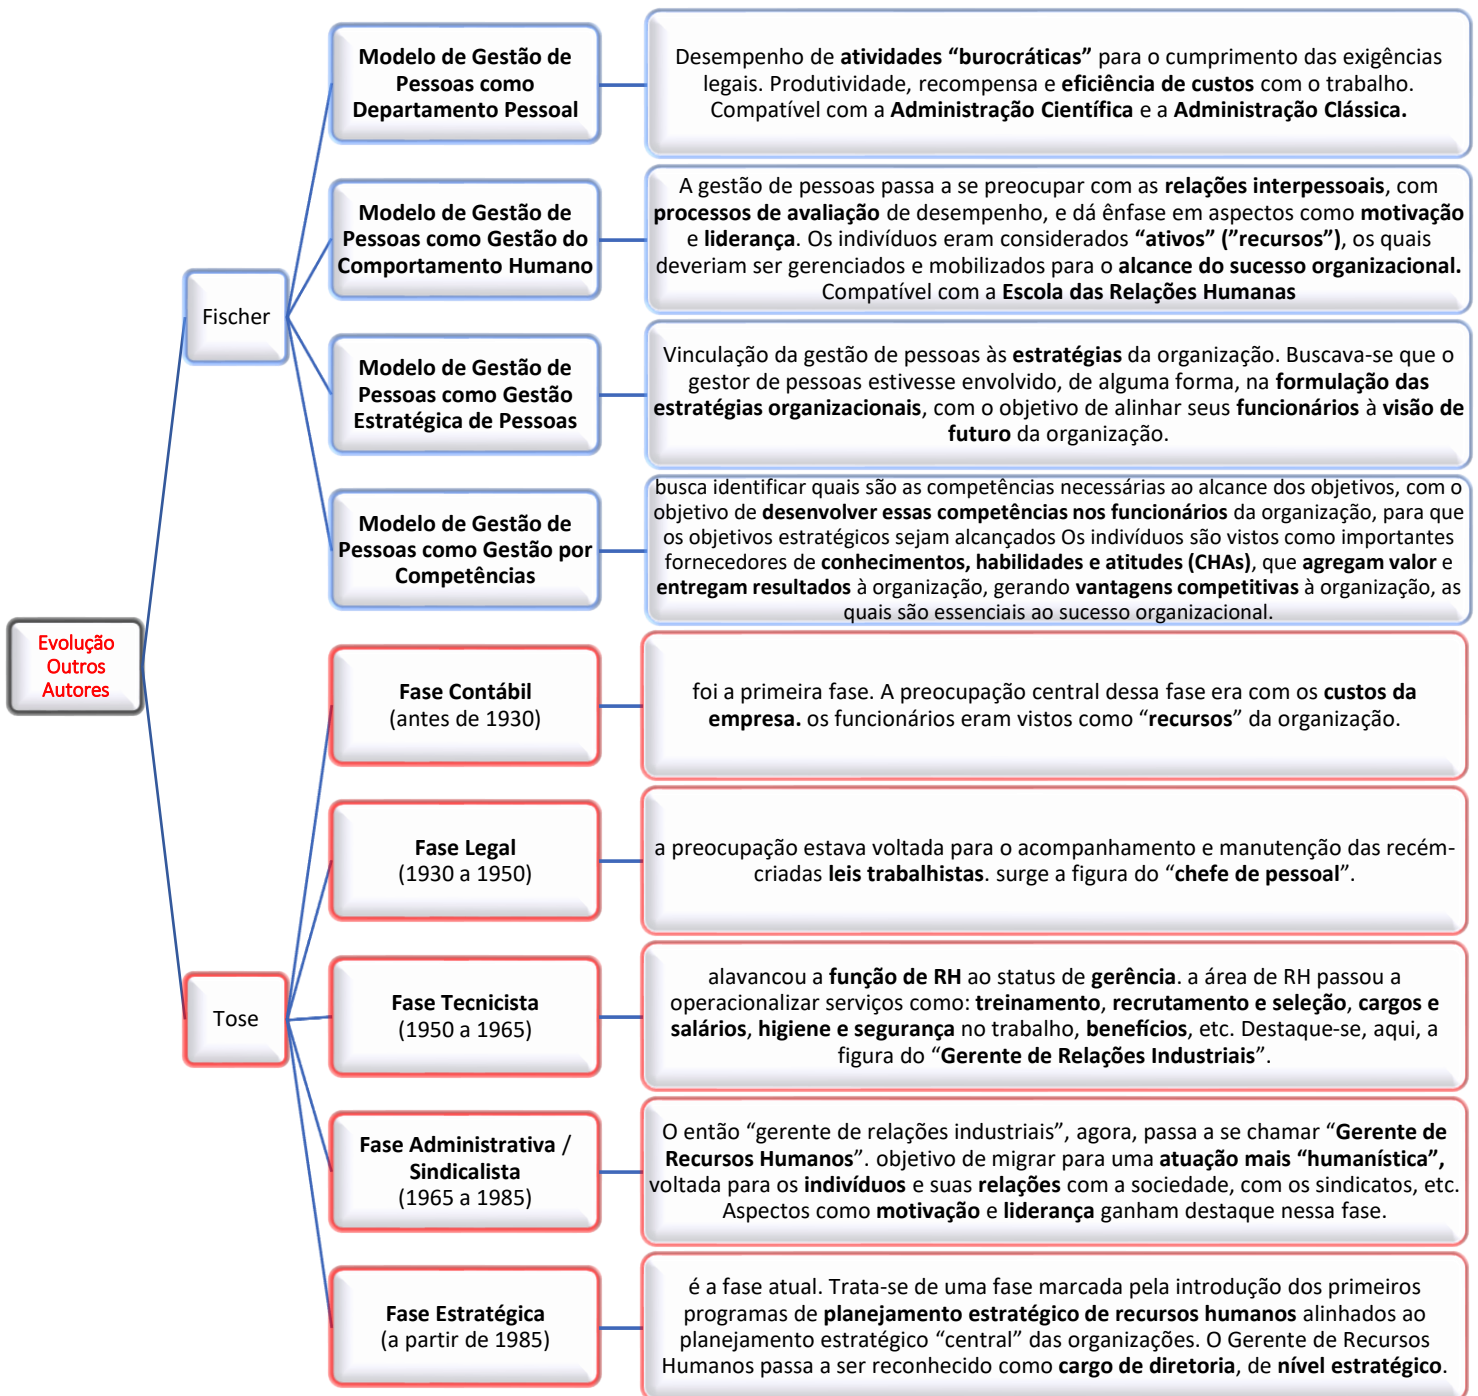 Evolução
Outros
Autores
Fischer
Modelo de Gestão de
Pessoas como
Departamento Pessoal
Desempenho de atividades “burocráticas” para o cumprimento das exigências
legais. Produtividade, recompensa e eficiência de custos com o trabalho.
Compatível com a Administração Científica e a Administração Clássica.
Modelo de Gestão de
Pessoas como Gestão do
Comportamento Humano
A gestão de pessoas passa a se preocupar com as relações interpessoais, com
processos de avaliação de desempenho, e dá ênfase em aspectos como motivação
e liderança. Os indivíduos eram considerados “ativos” (”recursos”), os quais
deveriam ser gerenciados e mobilizados para o alcance do sucesso organizacional.
Compatível com a Escola das Relações Humanas
Modelo de Gestão de
Pessoas como Gestão
Estratégica de Pessoas
Vinculação da gestão de pessoas às estratégias da organização. Buscava-se que o
gestor de pessoas estivesse envolvido, de alguma forma, na formulação das
estratégias organizacionais, com o objetivo de alinhar seus funcionários à visão de
futuro da organização.
Modelo de Gestão de
Pessoas como Gestão por
Competências
busca identificar quais são as competências necessárias ao alcance dos objetivos, com o
objetivo de desenvolver essas competências nos funcionários da organização, para que
os objetivos estratégicos sejam alcançados Os indivíduos são vistos como importantes
fornecedores de conhecimentos, habilidades e atitudes (CHAs), que agregam valor e
entregam resultados à organização, gerando vantagens competitivas à organização, as
quais são essenciais ao sucesso organizacional.
Tose
Fase Contábil
(antes de 1930)
foi a primeira fase. A preocupação central dessa fase era com os custos da
empresa. os funcionários eram vistos como “recursos” da organização.
Fase Legal
(1930 a 1950)
a preocupação estava voltada para o acompanhamento e manutenção das recém-
criadas leis trabalhistas. surge a figura do “chefe de pessoal”.
Fase Tecnicista
(1950 a 1965)
alavancou a função de RH ao status de gerência. a área de RH passou a
operacionalizar serviços como: treinamento, recrutamento e seleção, cargos e
salários, higiene e segurança no trabalho, benefícios, etc. Destaque-se, aqui, a
figura do “Gerente de Relações Industriais”.
Fase Administrativa /
Sindicalista
(1965 a 1985)
O então “gerente de relações industriais”, agora, passa a se chamar “Gerente de
Recursos Humanos”. objetivo de migrar para uma atuação mais “humanística”,
voltada para os indivíduos e suas relações com a sociedade, com os sindicatos, etc.
Aspectos como motivação e liderança ganham destaque nessa fase.
Fase Estratégica
(a partir de 1985)
é a fase atual. Trata-se de uma fase marcada pela introdução dos primeiros
programas de planejamento estratégico de recursos humanos alinhados ao
planejamento estratégico “central” das organizações. O Gerente de Recursos
Humanos passa a ser reconhecido como cargo de diretoria, de nível estratégico.